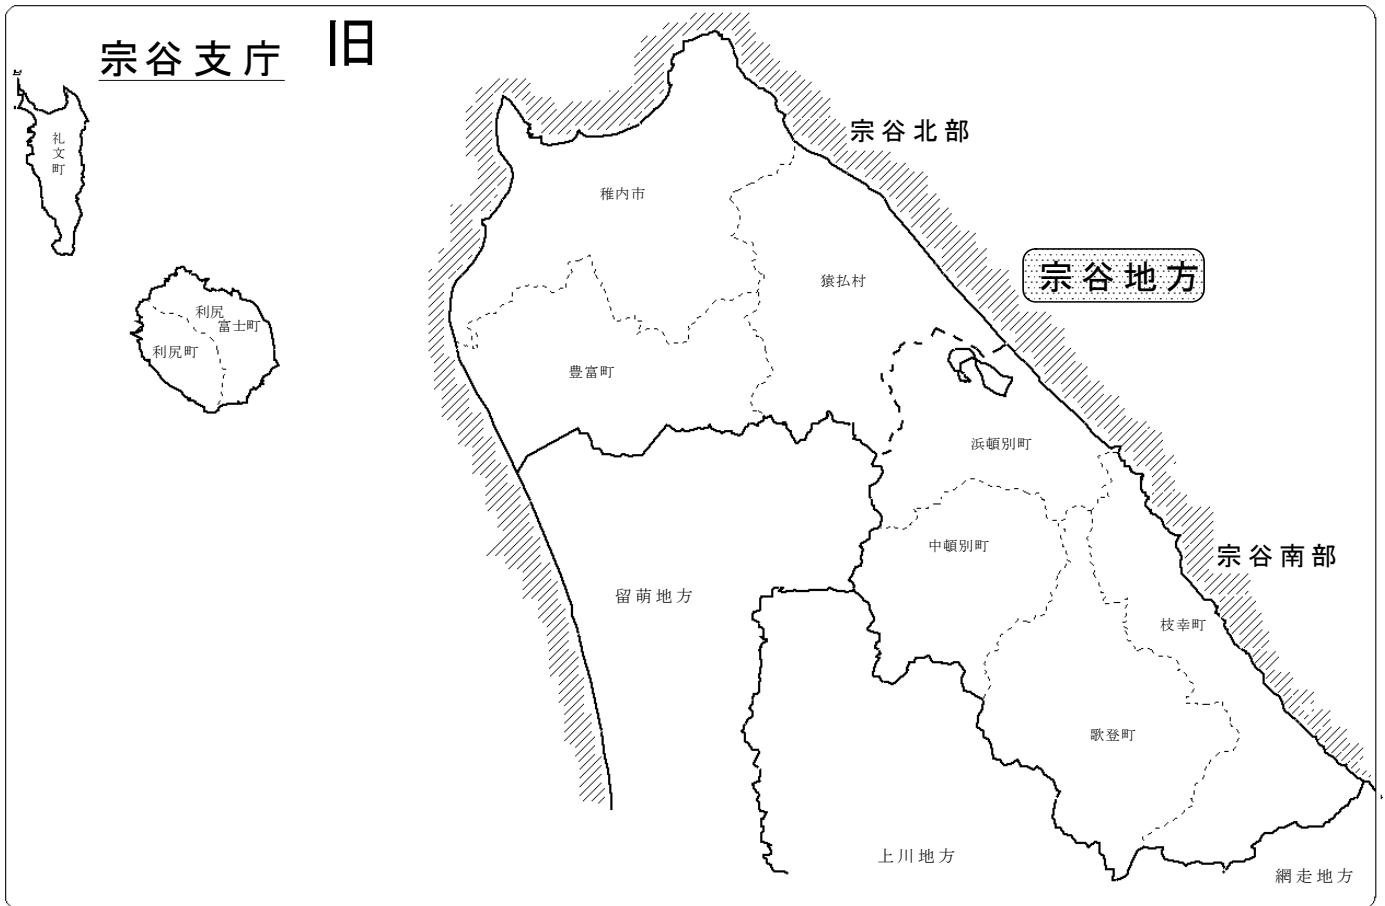 宗谷支庁
旧
宗谷北部
礼文町
稚内市
宗谷地方
猿払村
利尻
富士町
利尻町
豊富町
浜頓別町
中頓別町
宗谷南部
留萌地方
枝幸町
歌登町
上川地方
網走地方